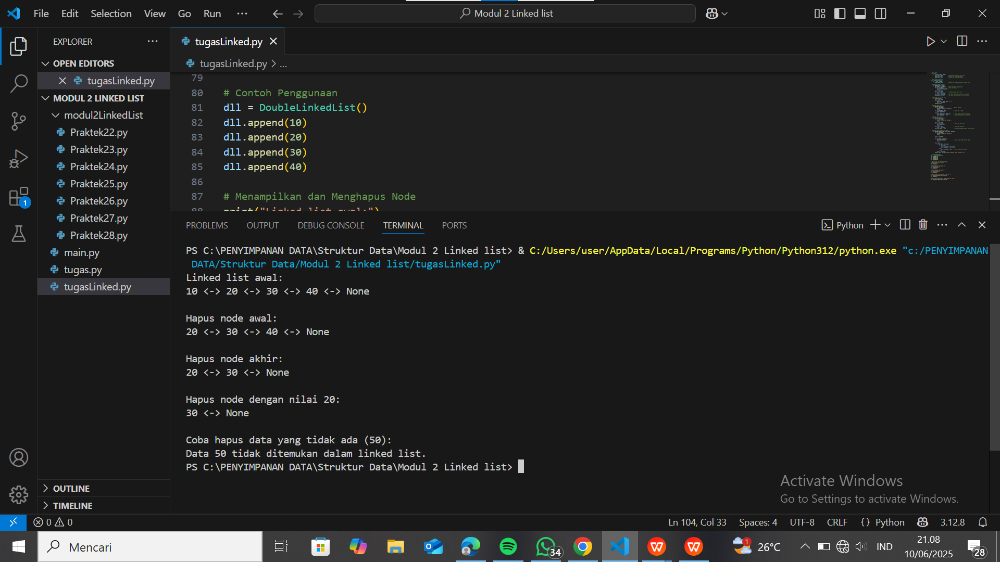 File Edit Selection View Go Run ··· Modul 2 Linked list
EXPLORER
OPEN EDITORS
tugasLinked.py
MODUL 2 LINKED LIST
modul2LinkedList
Praktek22.py
Praktek23.py
Praktek24.py
Praktek25.py
Praktek26.py
Praktek27.py
Praktek28.py
main.py
tugas.py
tugasLinked.py
OUTLINE
TIMELINE
1
tugasLinked.py
tugasLinked.py > ...
79
80 # Contoh Penggunaan
81 dll = DoubleLinkedList()
82 dll.append(10)
83 dll.append(20)
84 dll.append(30)
85 dll.append(40)
86
87 # Menampilkan dan Menghapus Node
88 print("Linked list awal:")
PROBLEMS OUTPUT DEBUG CONSOLE TERMINAL PORTS Python
PS C:\PENYIMPANAN DATA\Struktur Data\Modul 2 Linked list> & C:/Users/user/AppData/Local/Programs/Python/Python312/python.exe "c:/PENYIMPANAN
DATA/Struktur Data/Modul 2 Linked list/tugasLinked.py"
Linked list awal:
10 <-> 20 <-> 30 <-> 40 <-> None
Hapus node awal:
20 <-> 30 <-> 40 <-> None
Hapus node akhir:
20 <-> 30 <-> None
Hapus node dengan nilai 20:
30 <-> None
Coba hapus data yang tidak ada (50):
Data 50 tidak ditemukan dalam linked list.
PS C:\PENYIMPANAN DATA\Struktur Data\Modul 2 Linked list>
Activate Windows
Go to Settings to activate Windows.
0 0 Ln 104, Col 33 Spaces: 4 UTF-8 CRLF {} Python 3.12.8
Mencari 34 1 26°C IND 21.08
10/06/2025 28